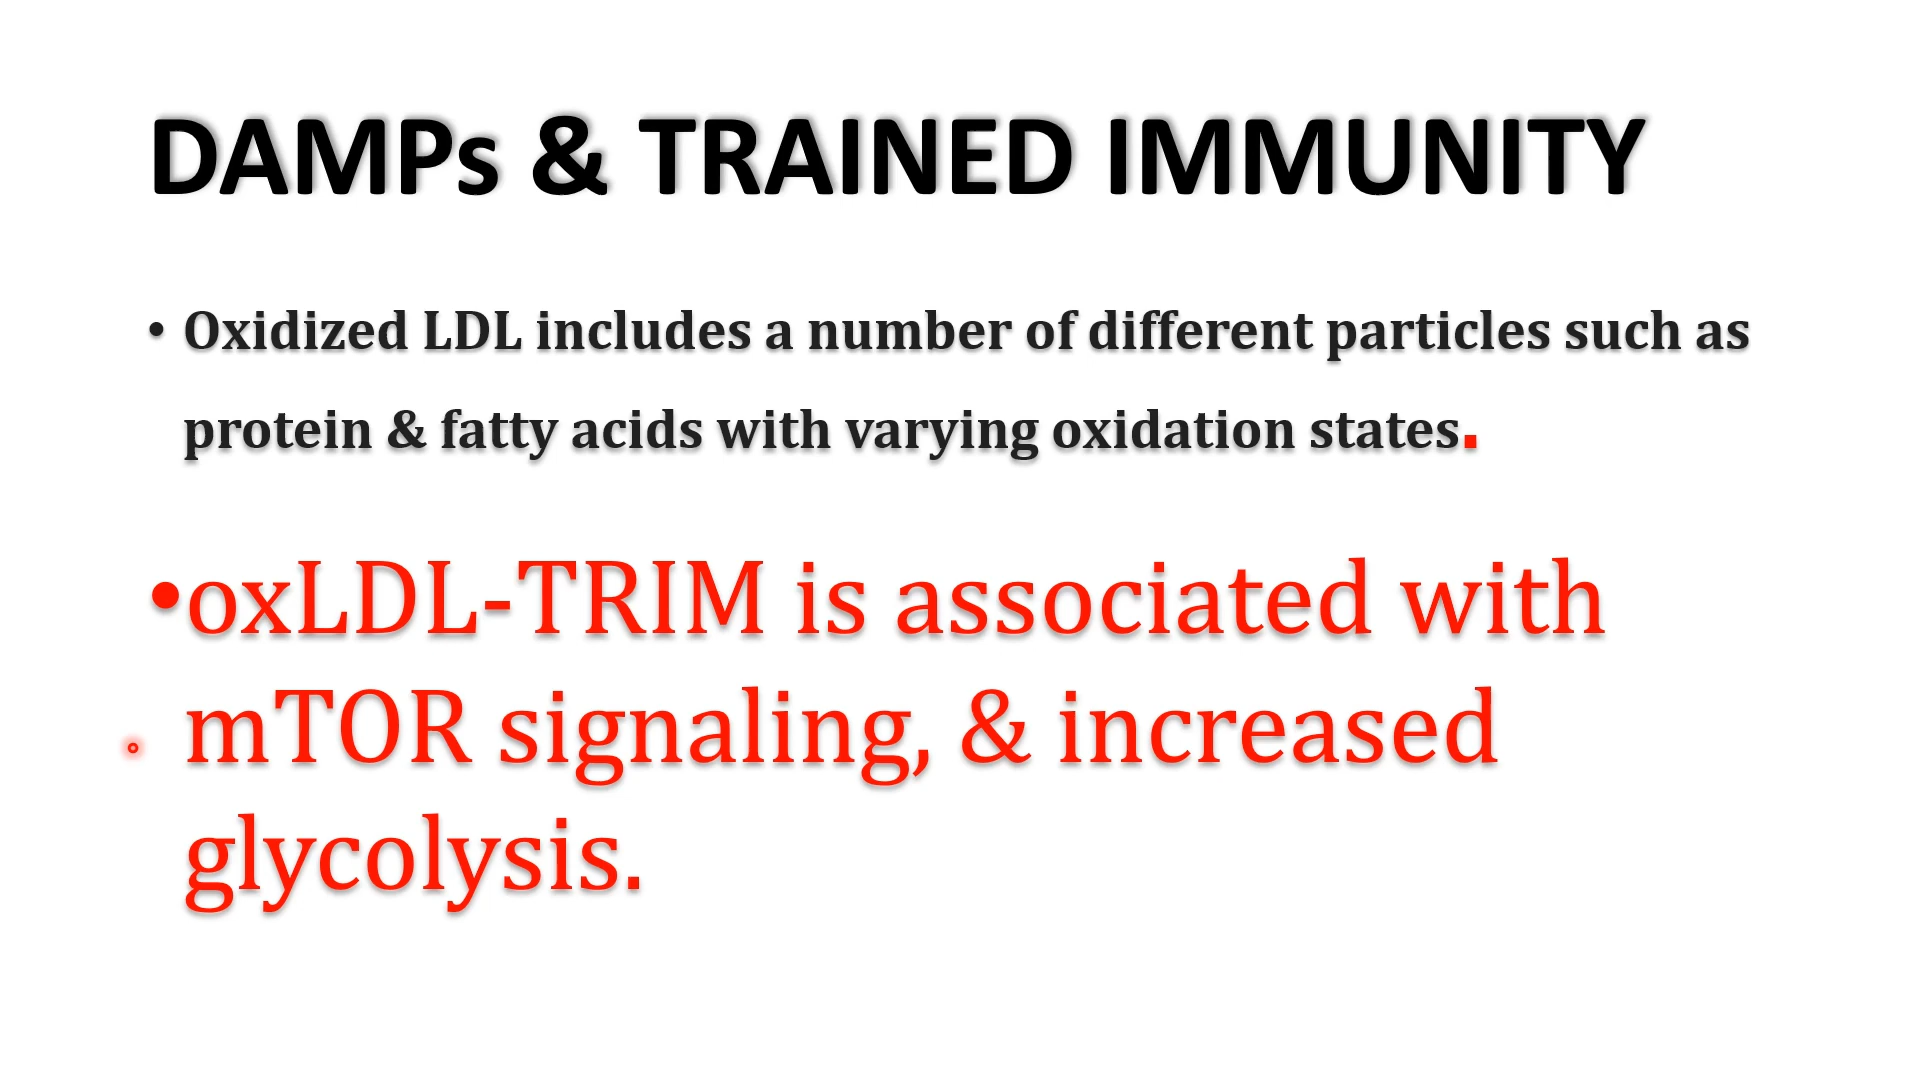 DAMPs & TRAINED IMMUNITY
• Oxidized LDL includes a number of different particles such as
protein & fatty acids with varying oxidation states.
•oxLDL-TRIM is associated with
mTOR signaling, & increased
glycolysis.